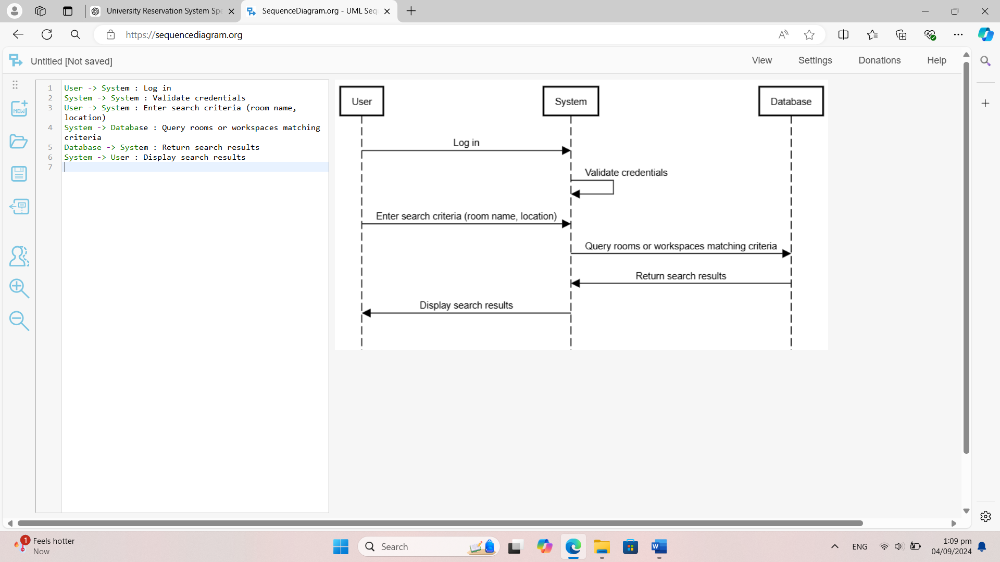 University Reservation System Spe
SequenceDiagram.org - UML Seq
https://sequencediagram.org
Untitled [Not saved]
View
Settings
Donations
Help
NEW
1 User -> System : Log in
2 System -> System : Validate credentials
3 User -> System : Enter search criteria (room name,
location)
4 System -> Database : Query rooms or workspaces matching
criteria
5 Database -> System : Return search results
6 System -> User : Display search results
7
User
System
Database
Log in
Validate credentials
Enter search criteria (room name, location)
Query rooms or workspaces matching criteria
Return search results
Display search results
1
Feels hotter
Now
Search
W
ENG
1:09 pm
04/09/2024